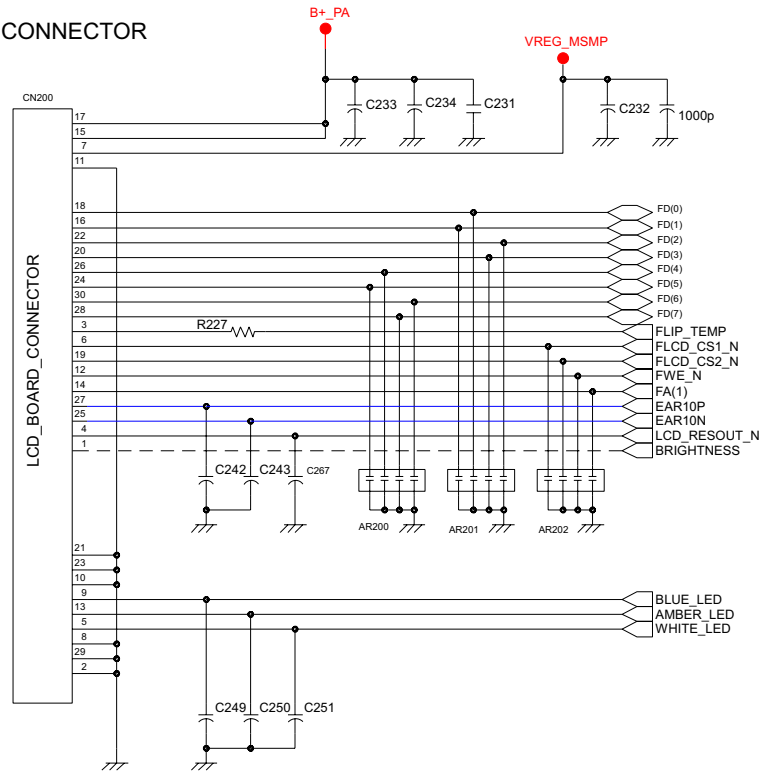 B+_PA
CONNECTOR
VREG_MSMP
CN200
C233
C234
C231
C232
1000p
17
15
7
11
LCD_BOARD_CONNECTOR
18 FD(0)
16 FD(1)
22 FD(2)
20 FD(3)
26 FD(4)
24 FD(5)
30 FD(6)
28 FD(7)
3 R227 FLIP_TEMP
6 FLCD_CS1_N
19 FLCD_CS2_N
12 FWE_N
14 FA(1)
27 EAR10P
25 EAR10N
4 LCD_RESOUT_N
1 BRIGHTNESS
C242 C243 C267
AR200 AR201 AR202
21
23
10
9 BLUE_LED
13 AMBER_LED
5 WHITE_LED
8
29
2
C249 C250 C251